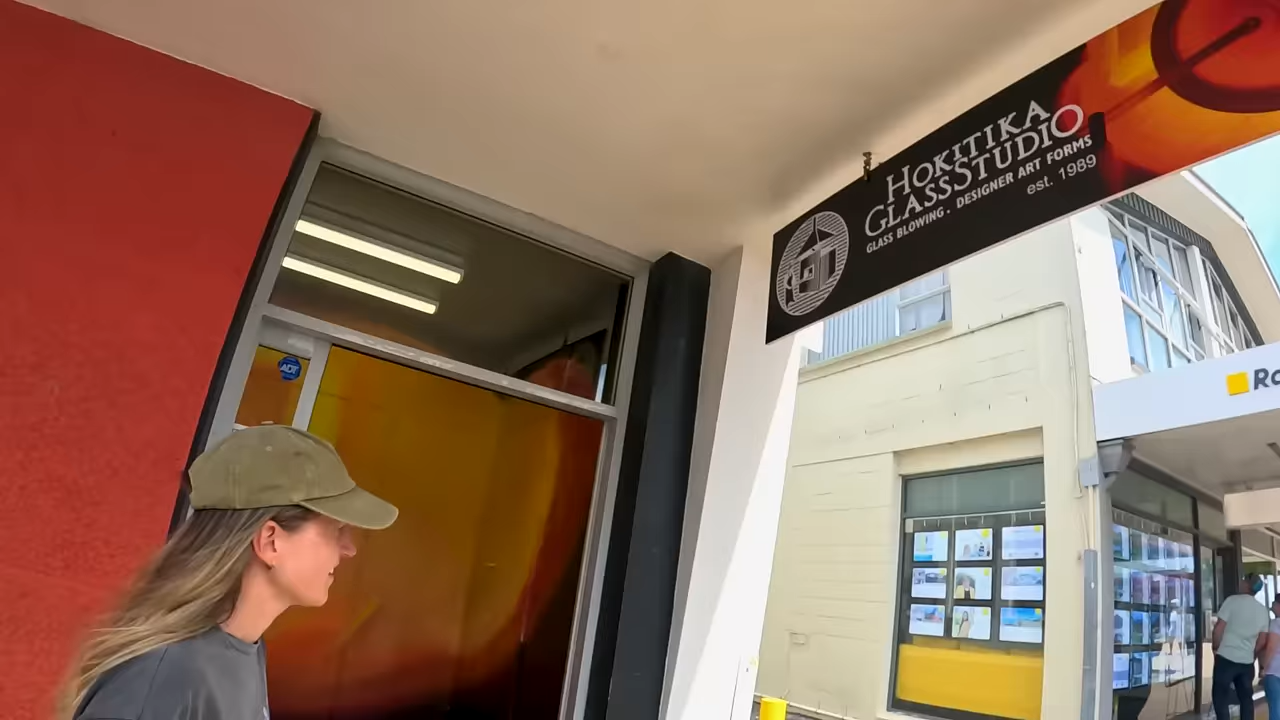 HOKITIKA
GLASSSTUDIO
GLASS BLOWING. DESIGNER ART FORMS
est. 1989
ADT